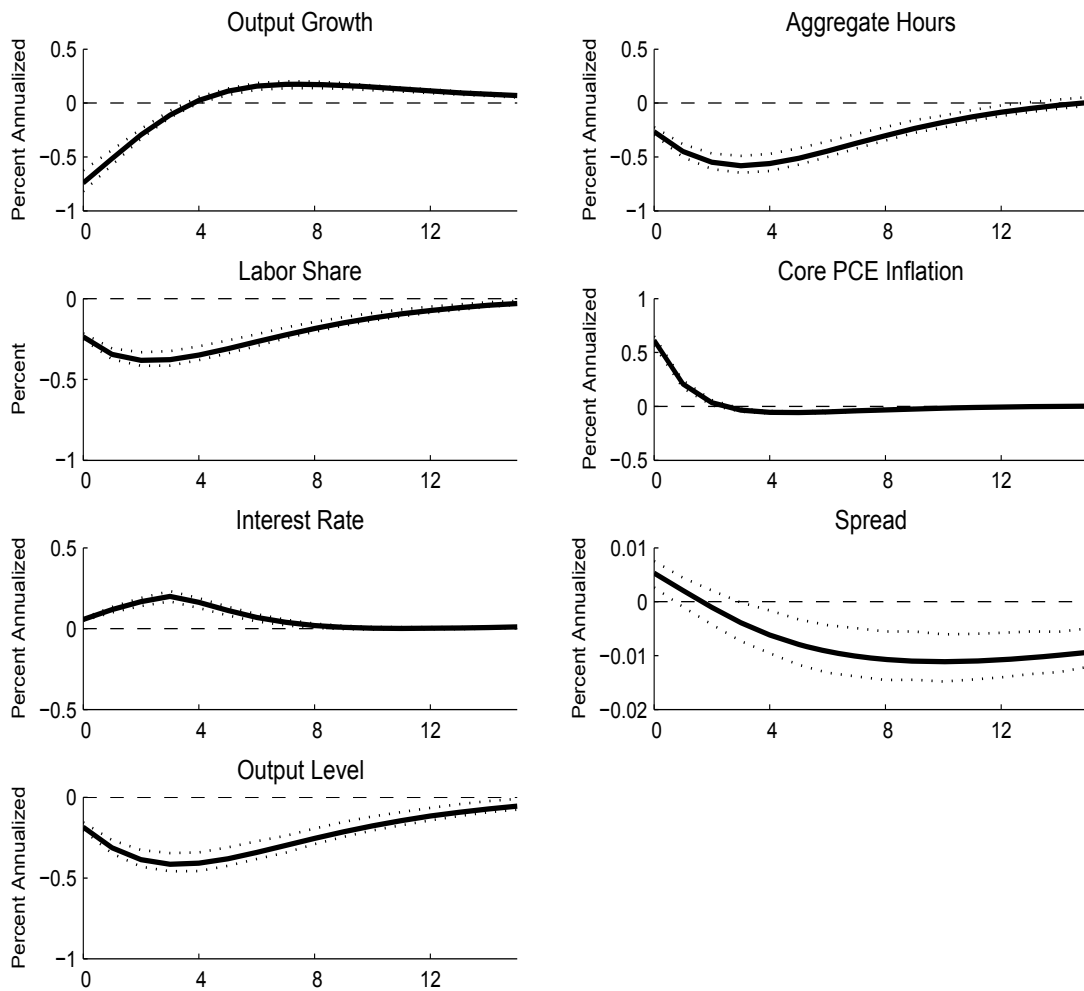 Output Growth
Percent Annualized
0.5
0
−0.5
−1
0 4 8 12
Aggregate Hours
Percent Annualized
0.5
0
−0.5
−1
0 4 8 12
Labor Share
Percent
0
−0.5
−1
0 4 8 12
Core PCE Inflation
Percent Annualized
1
0.5
0
−0.5
0 4 8 12
Interest Rate
Percent Annualized
0.5
0
−0.5
0 4 8 12
Spread
Percent Annualized
0.01
0
−0.01
−0.02
0 4 8 12
Output Level
Percent Annualized
0
−0.5
−1
0 4 8 12